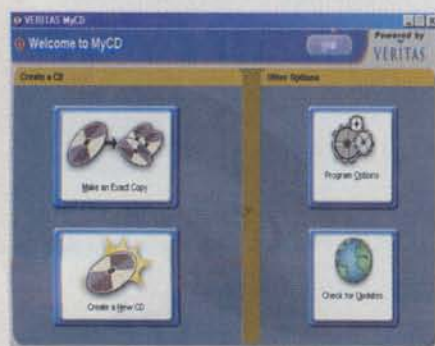 VERITAS MyCD
Welcome to MyCD
Powered by
VERITAS
Create a CD
Other Options
Make an Exact Copy
Program Options
Create a New CD
Check for Updates